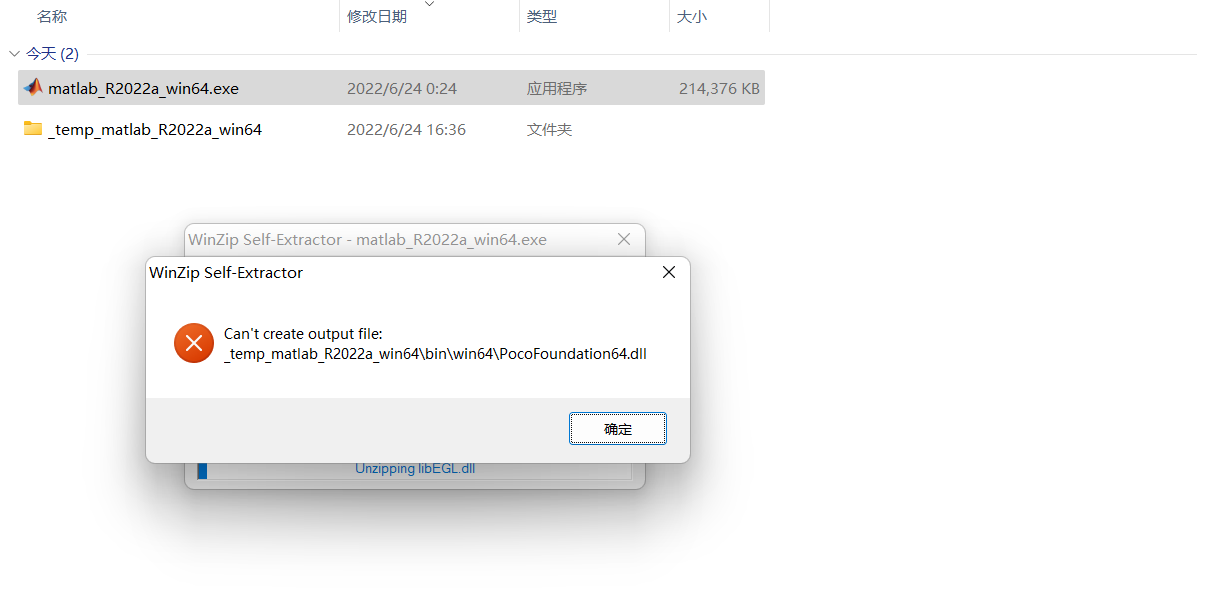 名称 修改日期 类型 大小
今天 (2)
matlab_R2022a_win64.exe 2022/6/24 0:24 应用程序 214,376 KB
_temp_matlab_R2022a_win64 2022/6/24 16:36 文件夹
WinZip Self-Extractor - matlab_R2022a_win64.exe
WinZip Self-Extractor
Can't create output file:
_temp_matlab_R2022a_win64\bin\win64\PocoFoundation64.dll
确定
Unzipping libEGL.dll